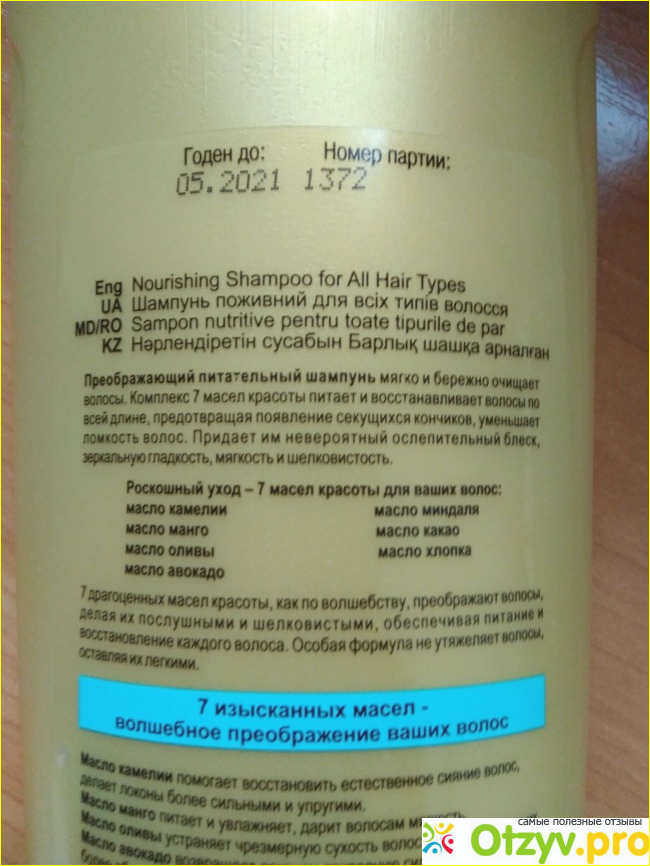 Годен до: Номер партии:
05.2021 1372
Eng Nourishing Shampoo for All Hair Types
UA Шампунь поживний для всіх типів волосся
MD/RO Sampon nutritive pentru toate tipurile de par
KZ Нәрлендіретін сусабын Барлық шашқа арналған
Преображающий питательный шампунь мягко и бережно очищает
волосы. Комплекс 7 масел красоты питает и восстанавливает волосы по
всей длине, предотвращая появление секущихся кончиков, уменьшает
ломкость волос. Придает им невероятный ослепительный блеск,
зеркальную гладкость, мягкость и шелковистость.
Роскошный уход – 7 масел красоты для ваших волос:
масло камелии масло миндаля
масло манго масло какао
масло оливы масло хлопка
масло авокадо
7 драгоценных масел красоты, как по волшебству, преображают волосы,
делая их послушными и шелковистыми, обеспечивая питание и
восстановление каждого волоса. Особая формула не утяжеляет волосы,
оставляя их легкими.
7 изысканных масел -
волшебное преображение ваших волос
Масло камелии помогает восстановить естественное сияние волос,
делает локоны более сильными и упругими.
Масло манго питает и увлажняет, дарит волосам
Масло оливы устраняет чрезмерную сухость
Масло авокадо
самые полезные отзывы
Otzyv.pro